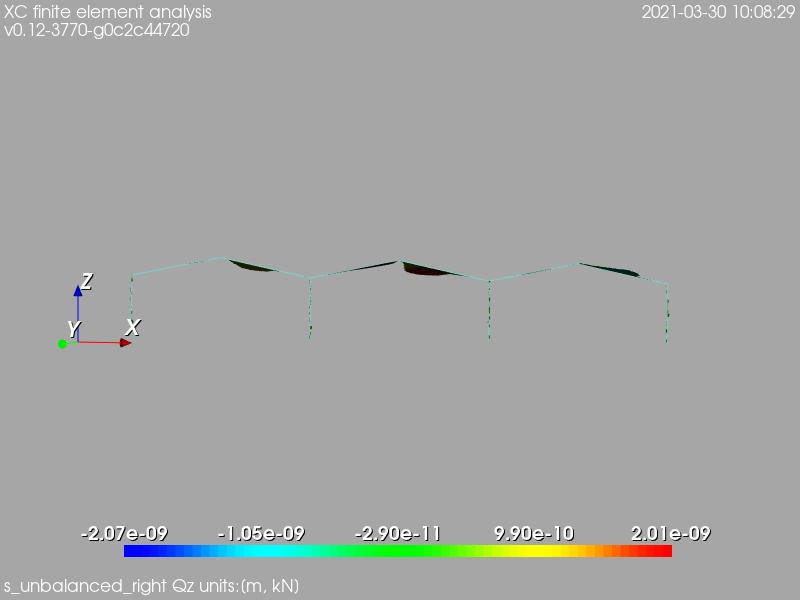 XC finite element analysis
2021-03-30 10:08:29
v0.12-3770-g0c2c44720
Z
Y
X
-2.07e-09 -1.05e-09 -2.90e-11 9.90e-10 2.01e-09
s_unbalanced_right Qz units:[m, kN]